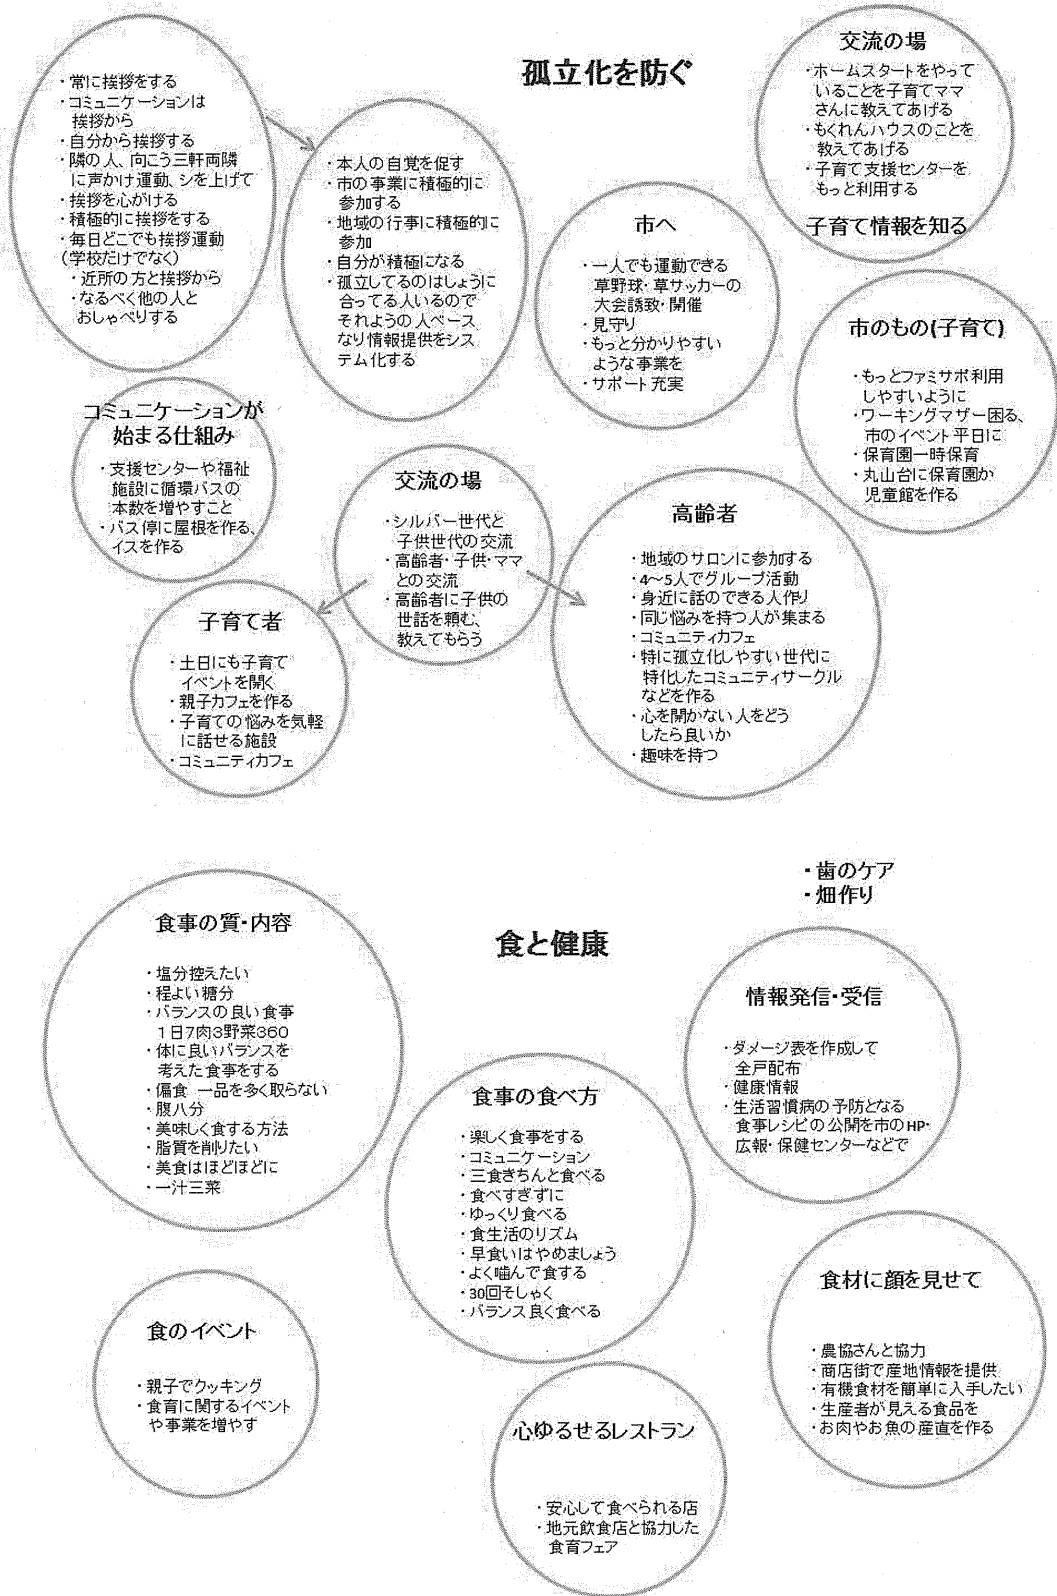 孤立化を防ぐ
・常に挨拶をする
・コミュニケーションは
挨拶から
・自分から挨拶する
・隣の人、向こう三軒両隣
に声かけ運動、シを上げて
・挨拶を心がける
・積極的に挨拶をする
・毎日どこでも挨拶運動
(学校だけでなく)
・近所の方と挨拶から
・なるべく他の人と
おしゃべりする
・本人の自覚を促す
・市の事業に積極的に
参加する
・地域の行事に積極的に
参加
・自分が積極になる
・孤立してるのはしょうに
合ってる人いるので
それようの人ベース
なり情報提供をシス
テム化する
交流の場
・ホームスタートをやって
いることを子育てママ
さんに教えてあげる
・もくれんハウスのことを
教えてあげる
・子育て支援センターを
もっと利用する
子育て情報を知る
市へ
・一人でも運動できる
草野球・草サッカーの
大会誘致・開催
・見守り
・もっと分かりやすい
ような事業を
・サポート充実
市のもの(子育て)
・もっとファミサポ利用
しやすいように
・ワーキングマザー困る、
市のイベント平日に
・保育園一時保育
・丸山台に保育園か
児童館を作る
コミュニケーションが
始まる仕組み
・支援センターや福祉
施設に循環バスの
本数を増やすこと
・バス停に屋根を作る、
イスを作る
交流の場
・シルバー世代と
子供世代の交流
・高齢者・子供・ママ
との交流
・高齢者に子供の
世話を頼む、
教えてもらう
高齢者
・地域のサロンに参加する
・4～5人でグループ活動
・身近に話のできる人作り
・同じ悩みを持つ人が集まる
・コミュニティカフェ
・特に孤立化しやすい世代に
特化したコミュニティサークル
などを作る
・心を開かない人をどう
したら良いか
・趣味を持つ
子育て者
・土日にも子育て
イベントを開く
・親子カフェを作る
・子育ての悩みを気軽
に話せる施設
・コミュニティカフェ
・歯のケア
・畑作り
食と健康
食事の質・内容
・塩分控えたい
・程よい糖分
・バランスの良い食事
１日７肉３野菜３６０
・体に良いバランスを
考えた食事をする
・偏食 一品を多く取らない
・腹八分
・美味しく食する方法
・脂質を削りたい
・美食はほどほどに
・一汁三菜
情報発信・受信
・ダメージ表を作成して
全戸配布
・健康情報
・生活習慣病の予防となる
食事レシピの公開を市のHP・
広報・保健センターなどで
食事の食べ方
・楽しく食事をする
・コミュニケーション
・三食きちんと食べる
・食べすぎずに
・ゆっくり食べる
・食生活のリズム
・早食いはやめましょう
・よく噛んで食する
・30回そしゃく
・バランス良く食べる
食材に顔を見せて
・農協さんと協力
・商店街で産地情報を提供
・有機食材を簡単に入手したい
・生産者が見える食品を
・お肉やお魚の産直を作る
食のイベント
・親子でクッキング
・食育に関するイベント
や事業を増やす
心ゆるせるレストラン
・安心して食べられる店
・地元飲食店と協力した
食育フェア